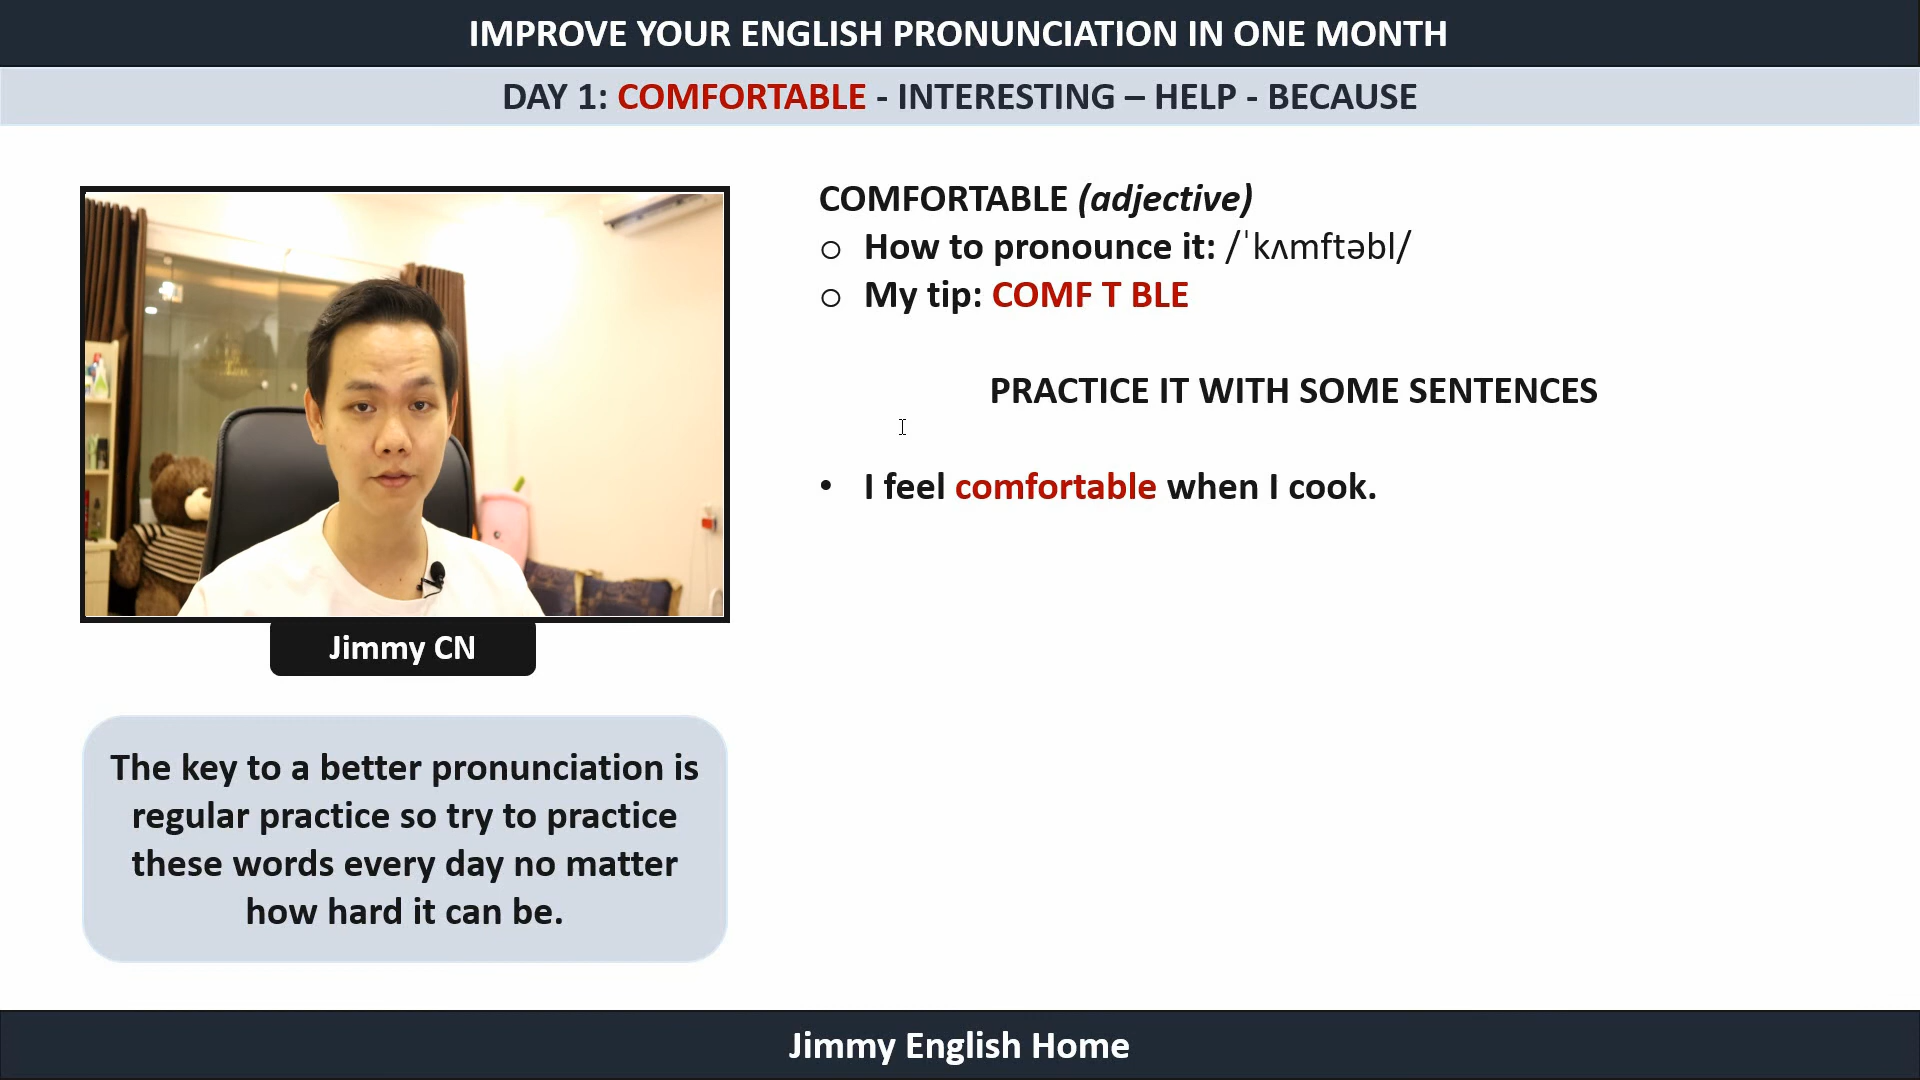 IMPROVE YOUR ENGLISH PRONUNCIATION IN ONE MONTH
DAY 1: COMFORTABLE - INTERESTING – HELP - BECAUSE
COMFORTABLE (adjective)
o How to pronounce it: /ˈkʌmftəbl/
o My tip: COMF T BLE
PRACTICE IT WITH SOME SENTENCES
• I feel comfortable when I cook.
Jimmy CN
The key to a better pronunciation is
regular practice so try to practice
these words every day no matter
how hard it can be.
Jimmy English Home